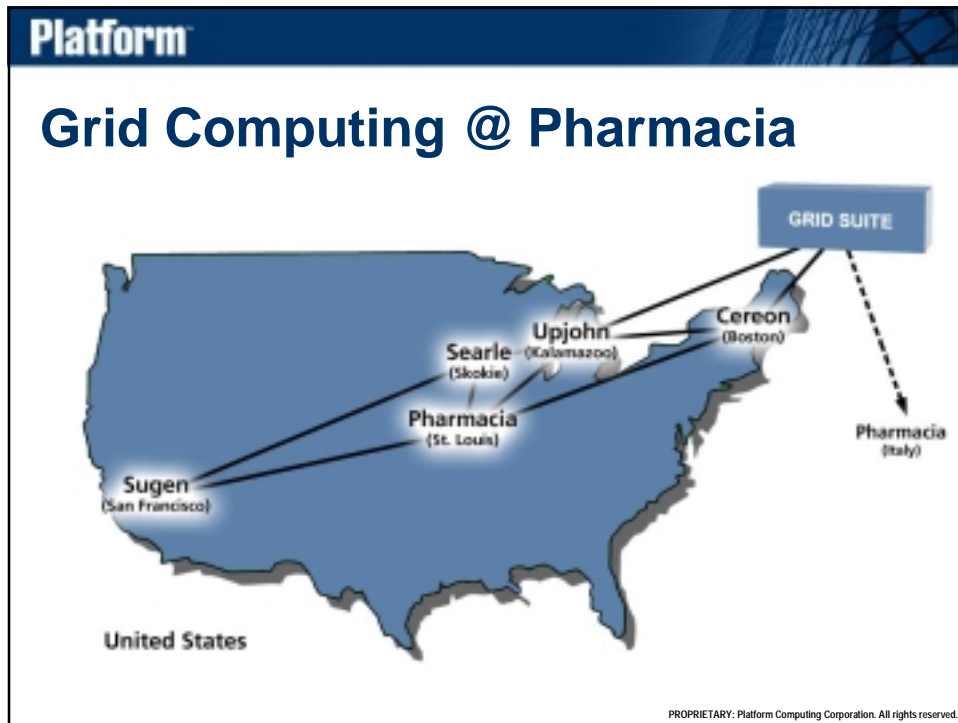 Platform™
Grid Computing @ Pharmacia
GRID SUITE
Upjohn
(Kalamazoo)
Cereon
(Boston)
Searle
(Skokie)
Pharmacia
(St. Louis)
Pharmacia
(Italy)
Sugen
(San Francisco)
United States
PROPRIETARY: Platform Computing Corporation. All rights reserved.